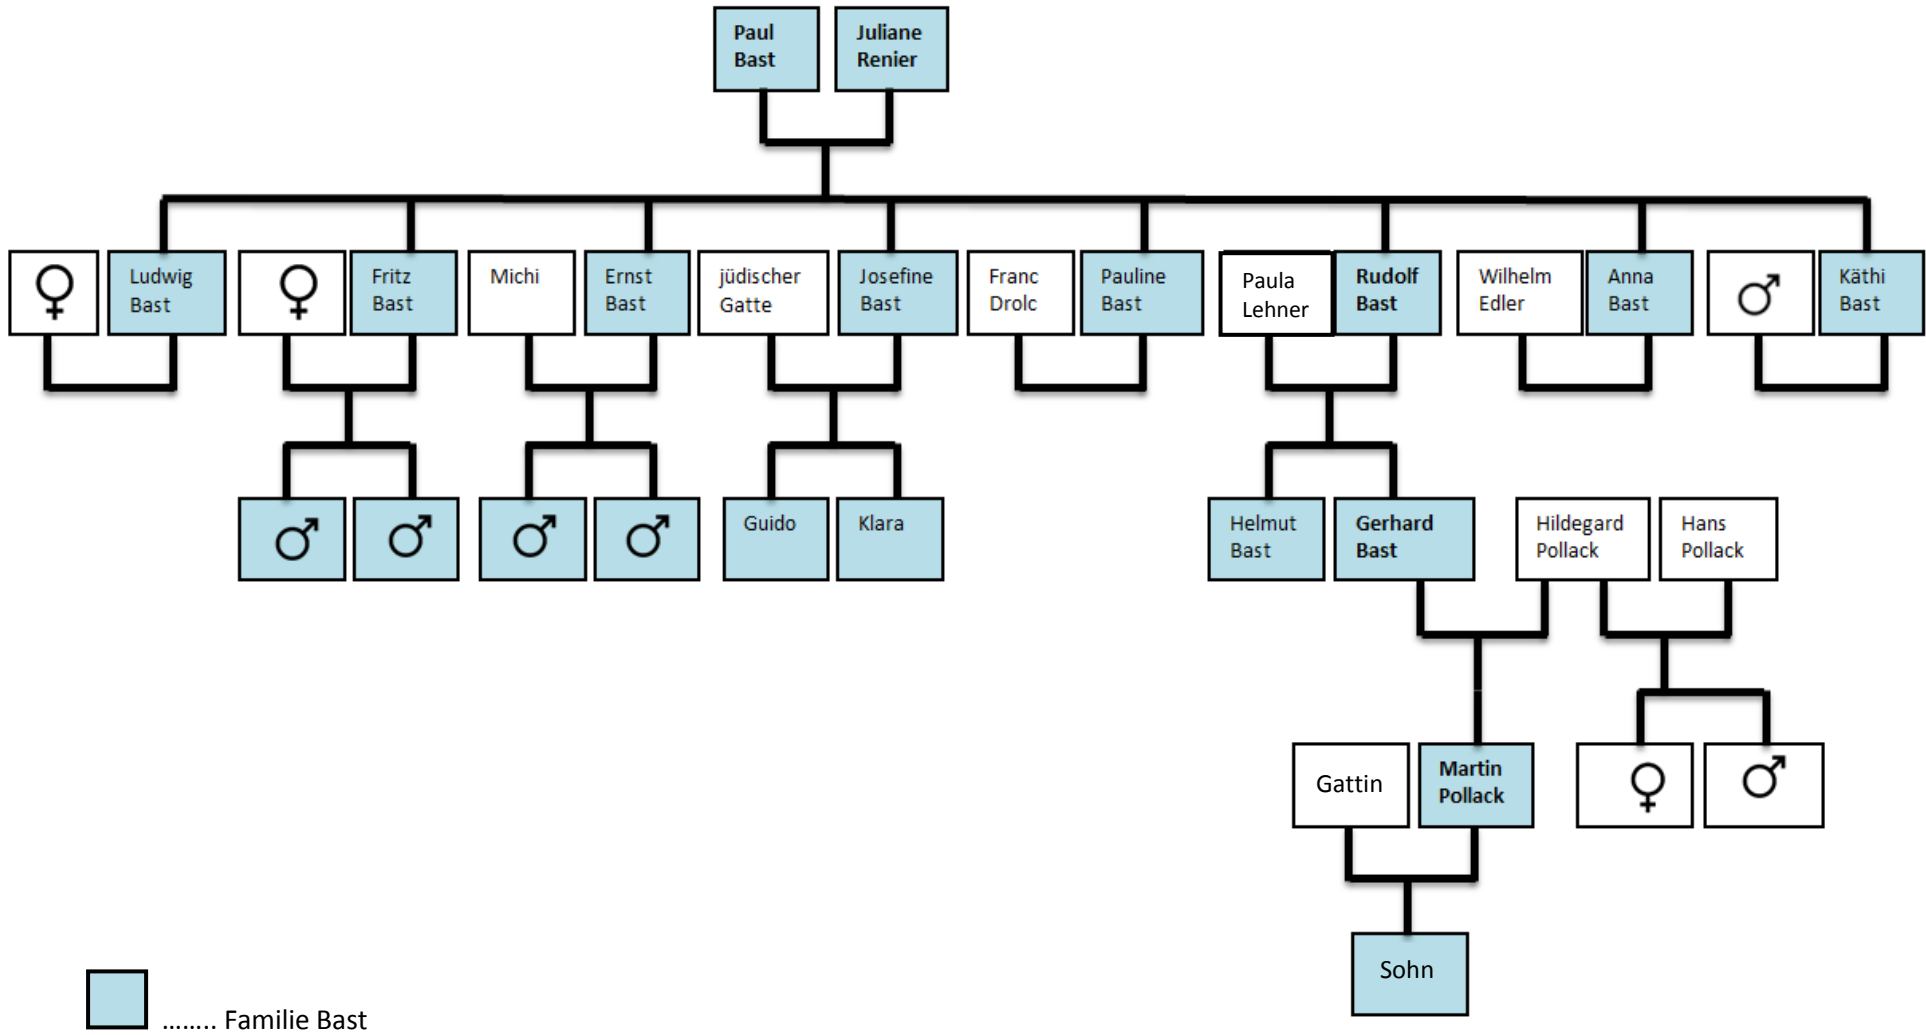 Paul
Bast
Juliane
Renier
Ludwig
Bast
Fritz
Bast
Michi
Ernst
Bast
jüdischer
Gatte
Josefine
Bast
Franc
Drolc
Pauline
Bast
Paula
Lehner
Rudolf
Bast
Wilhelm
Edler
Anna
Bast
Käthi
Bast
Guido
Klara
Helmut
Bast
Gerhard
Bast
Hildegard
Pollack
Hans
Pollack
Gattin
Martin
Pollack
Sohn
…….. Familie Bast